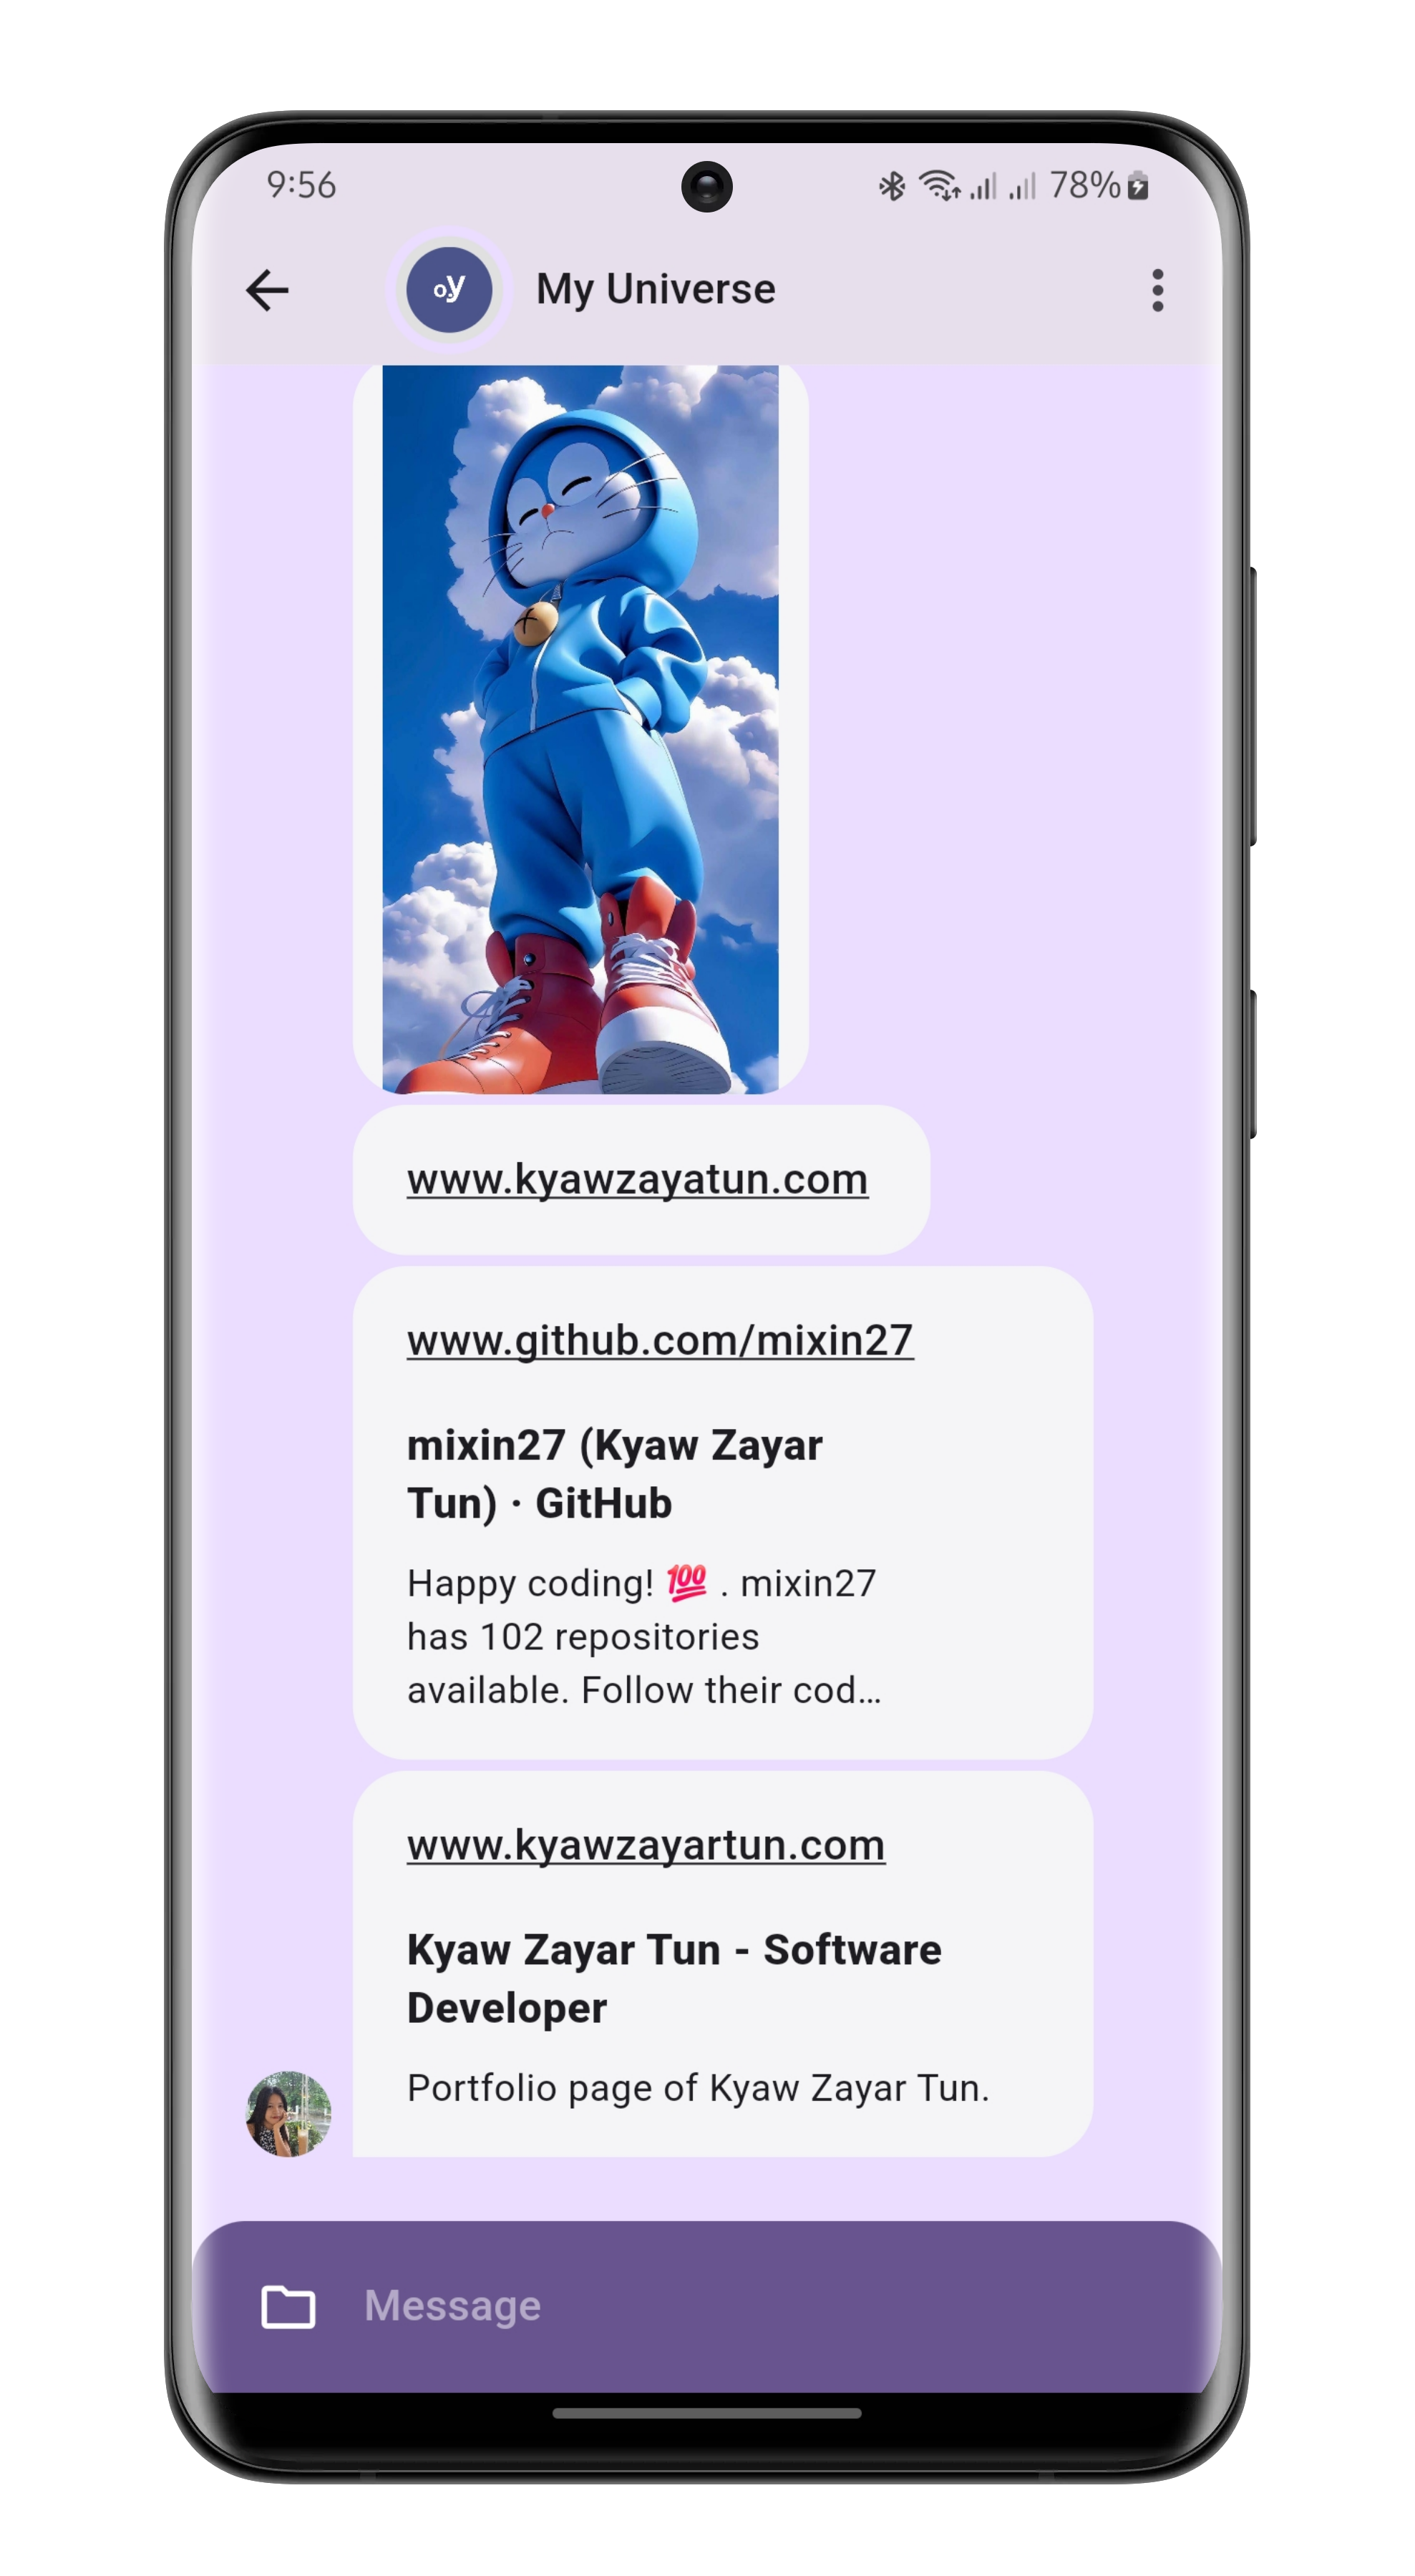 9:56
78%
oy
My Universe
www.kyawzayatun.com
www.github.com/mixin27
mixin27 (Kyaw Zayar
Tun) · GitHub
Happy coding! 💯 . mixin27
has 102 repositories
available. Follow their cod…
www.kyawzayartun.com
Kyaw Zayar Tun - Software
Developer
Portfolio page of Kyaw Zayar Tun.
Message